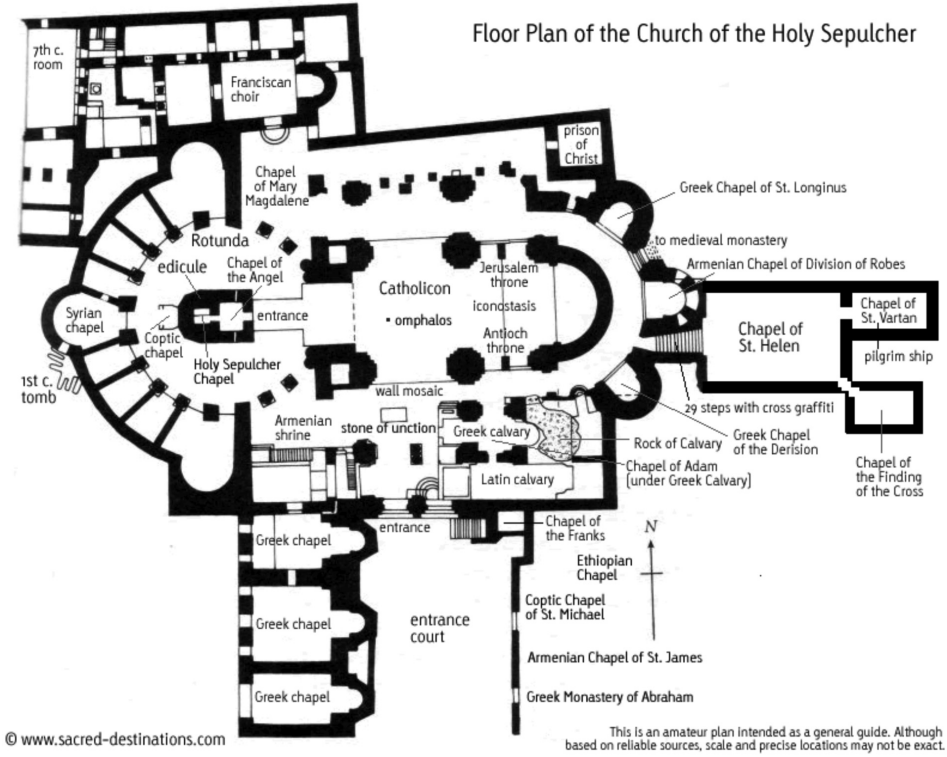 Floor Plan of the Church of the Holy Sepulcher
7th c.
room
Franciscan
choir
prison
of
Christ
Chapel
of Mary
Magdalene
Greek Chapel of St. Longinus
to medieval monastery
Rotunda
edicule
Chapel of
the Angel
Jerusalem
throne
Armenian Chapel of Division of Robes
Catholicon
iconostasis
Syrian
chapel
entrance
• omphalos
Chapel of
St. Helen
Chapel of
St. Vartan
Coptic
chapel
Antioch
throne
pilgrim ship
Holy Sepulcher
Chapel
1st c.
tomb
wall mosaic
29 steps with cross graffiti
Armenian
shrine
stone of unction
Greek calvary
Rock of Calvary
Greek Chapel
of the Derision
Chapel of Adam
(under Greek Calvary)
Latin calvary
Chapel of
the Finding
of the Cross
entrance
Chapel of
the Franks
N
Greek chapel
Ethiopian
Chapel
Coptic Chapel
of St. Michael
Greek chapel
entrance
court
Armenian Chapel of St. James
Greek chapel
Greek Monastery of Abraham
© www.sacred-destinations.com
This is an amateur plan intended as a general guide. Although
based on reliable sources, scale and precise locations may not be exact.